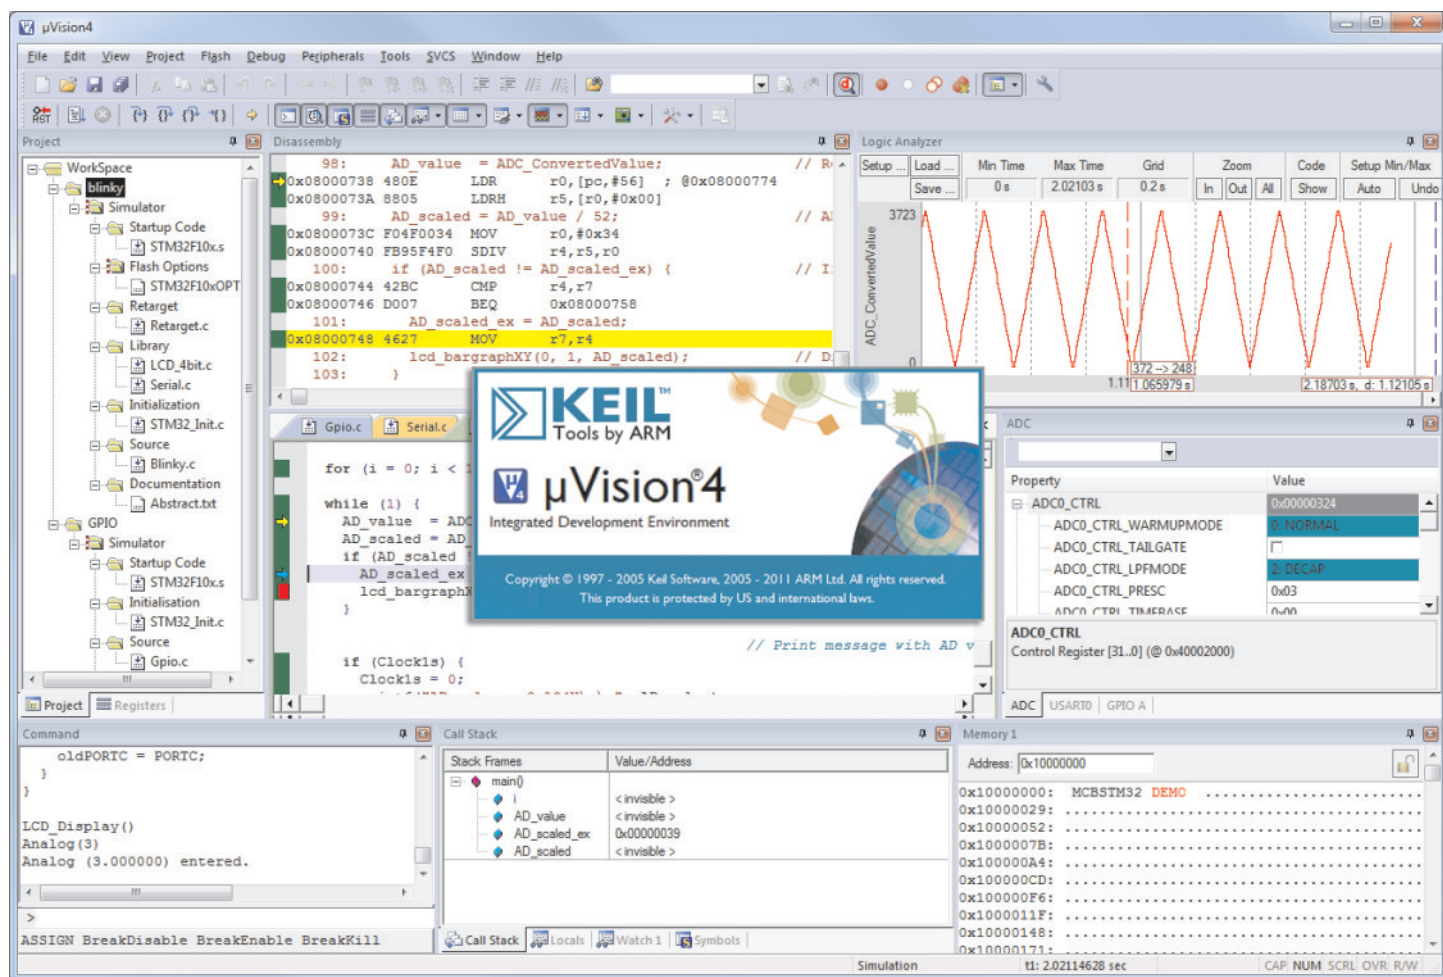 µVision4
File Edit View Project Flash Debug Peripherals Tools SVCS Window Help
Project
WorkSpace
blinky
Simulator
Startup Code
STM32F10x.s
Flash Options
STM32F10xOPT
Retarget
Retarget.c
Library
LCD_4bit.c
Serial.c
Initialization
STM32_Init.c
Source
Blinky.c
Documentation
Abstract.txt
GPIO
Simulator
Startup Code
STM32F10x.s
Initialisation
STM32_Init.c
Source
Gpio.c
Project Registers
Disassembly
98: AD_value = ADC_ConvertedValue; // R
0x08000738 480E LDR r0,[pc,#56] ; @0x08000774
0x0800073A 8805 LDRH r5,[r0,#0x00]
99: AD_scaled = AD_value / 52; // A
0x0800073C F04F0034 MOV r0,#0x34
0x08000740 FB95F4F0 SDIV r4,r5,r0
100: if (AD_scaled != AD_scaled_ex) { // I
0x08000744 42BC CMP r4,r7
0x08000746 D007 BEQ 0x08000758
101: AD_scaled_ex = AD_scaled;
0x08000748 4627 MOV r7,r4
102: lcd_bargraphXY(0, 1, AD_scaled); // D
103: }
Logic Analyzer
Setup ... Load ... Min Time Max Time Grid Zoom Code Setup Min/Max
Save ... 0 s 2.02103 s 0.2 s In Out All Show Auto Undo
3723
ADC_ConvertedValue
0
372 --> 248
1.11 1.065979 s 2.18703 s, d: 1.12105 s
Gpio.c Serial.c
for (i = 0; i <
while (1) {
AD_value = ADC
AD_scaled = AD_
if (AD_scaled
AD_scaled_ex
lcd_bargraphX
}
// Print message with AD v
if (Clock1s) {
Clock1s = 0;
KEIL™
Tools by ARM
µVision®4
Integrated Development Environment
Copyright © 1997 - 2005 Keil Software, 2005 - 2011 ARM Ltd. All rights reserved.
This product is protected by US and international laws.
ADC
Property Value
ADC0_CTRL 0x00000324
ADC0_CTRL_WARMUPMODE 0: NORMAL
ADC0_CTRL_TAILGATE
ADC0_CTRL_LPFMODE 2: DECAP
ADC0_CTRL_PRESC 0x03
ADC0_CTRL_TIMEBASE 0x00
ADC0_CTRL
Control Register [31..0] (@ 0x40002000)
ADC USART0 GPIO A
Command
oldPORTC = PORTC;
}
}
LCD_Display()
Analog(3)
Analog (3.000000) entered.
>
ASSIGN BreakDisable BreakEnable BreakKill
Call Stack
Stack Frames Value/Address
main()
i < invisible >
AD_value < invisible >
AD_scaled_ex 0x00000039
AD_scaled < invisible >
Call Stack Locals Watch 1 Symbols
Memory 1
Address: 0x10000000
0x10000000: MCBSTM32 DEMO ..........................
0x10000029: .........................................
0x10000052: .........................................
0x1000007B: .........................................
0x100000A4: .........................................
0x100000CD: .........................................
0x100000F6: .........................................
0x1000011F: .........................................
0x10000148: .........................................
0x10000171: .........................................
Simulation t1: 2.02114628 sec CAP NUM SCRL OVR R/W